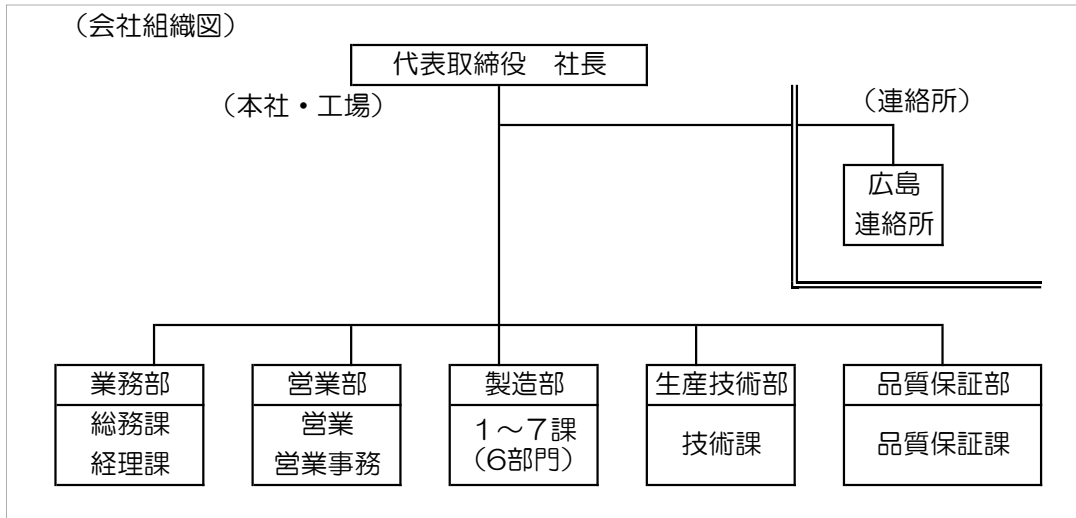 （会社組織図）
代表取締役　社長
（本社・工場）
（連絡所）
広島
連絡所
業務部
総務課
経理課
営業部
営業
営業事務
製造部
１～７課
（6部門）
生産技術部
技術課
品質保証部
品質保証課